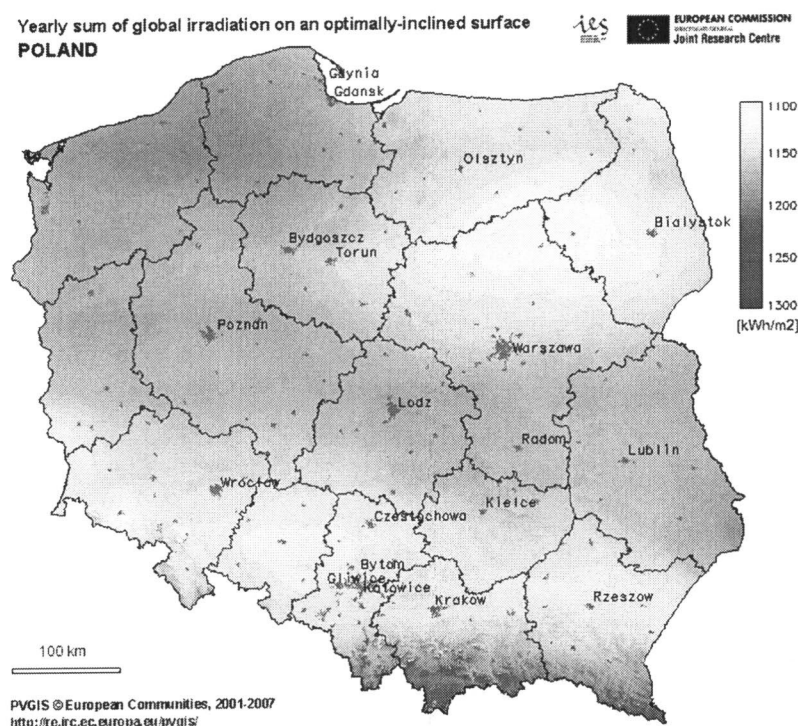 Yearly sum of global irradiation on an optimally-inclined surface
POLAND
ies
EUROPEAN COMMISSION
DIRECTORATE-GENERAL
Joint Research Centre
Gdynia
Gdansk
Olsztyn
Bialystok
Bydgoszcz
Torun
Poznan
Warszawa
Lodz
Radom
Lublin
Wroclaw
Kielce
Czestochowa
Bytom
Gliwice
Katowice
Krakow
Rzeszow
1100
1150
1200
1250
1300
[kWh/m2]
100 km
PVGIS © European Communities, 2001-2007
http://re.jrc.ec.europa.eu/pvgis/